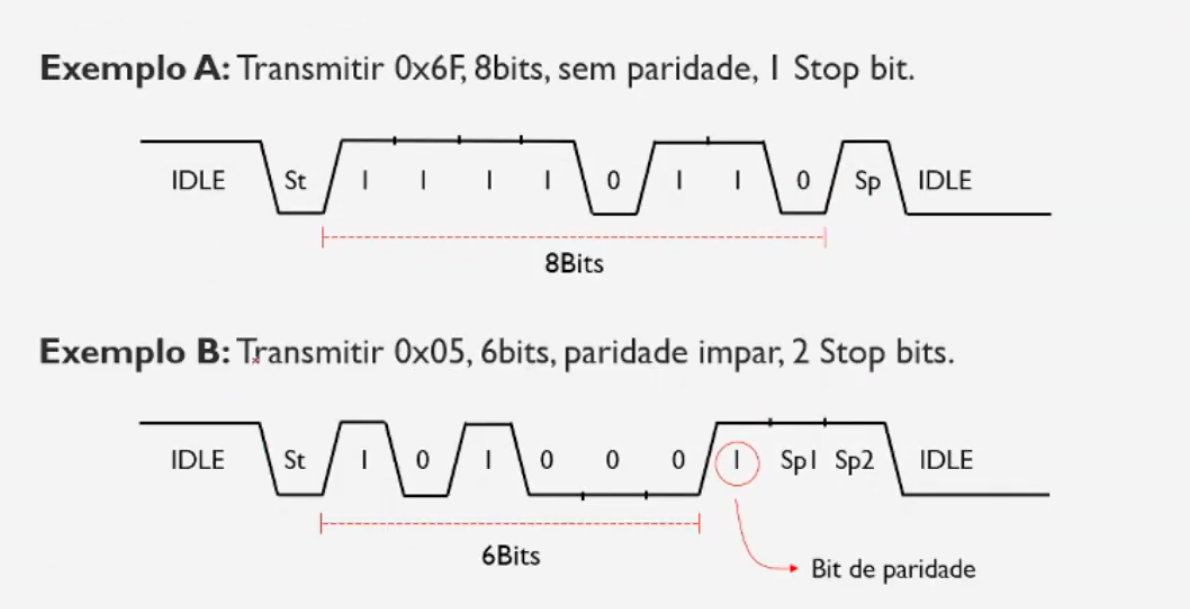 Exemplo A: Transmitir 0x6F, 8bits, sem paridade, 1 Stop bit.
IDLE St 1 1 1 1 0 1 1 0 Sp IDLE
8Bits
Exemplo B: Transmitir 0x05, 6bits, paridade impar, 2 Stop bits.
IDLE St 1 0 1 0 0 0 1 Sp1 Sp2 IDLE
6Bits
Bit de paridade